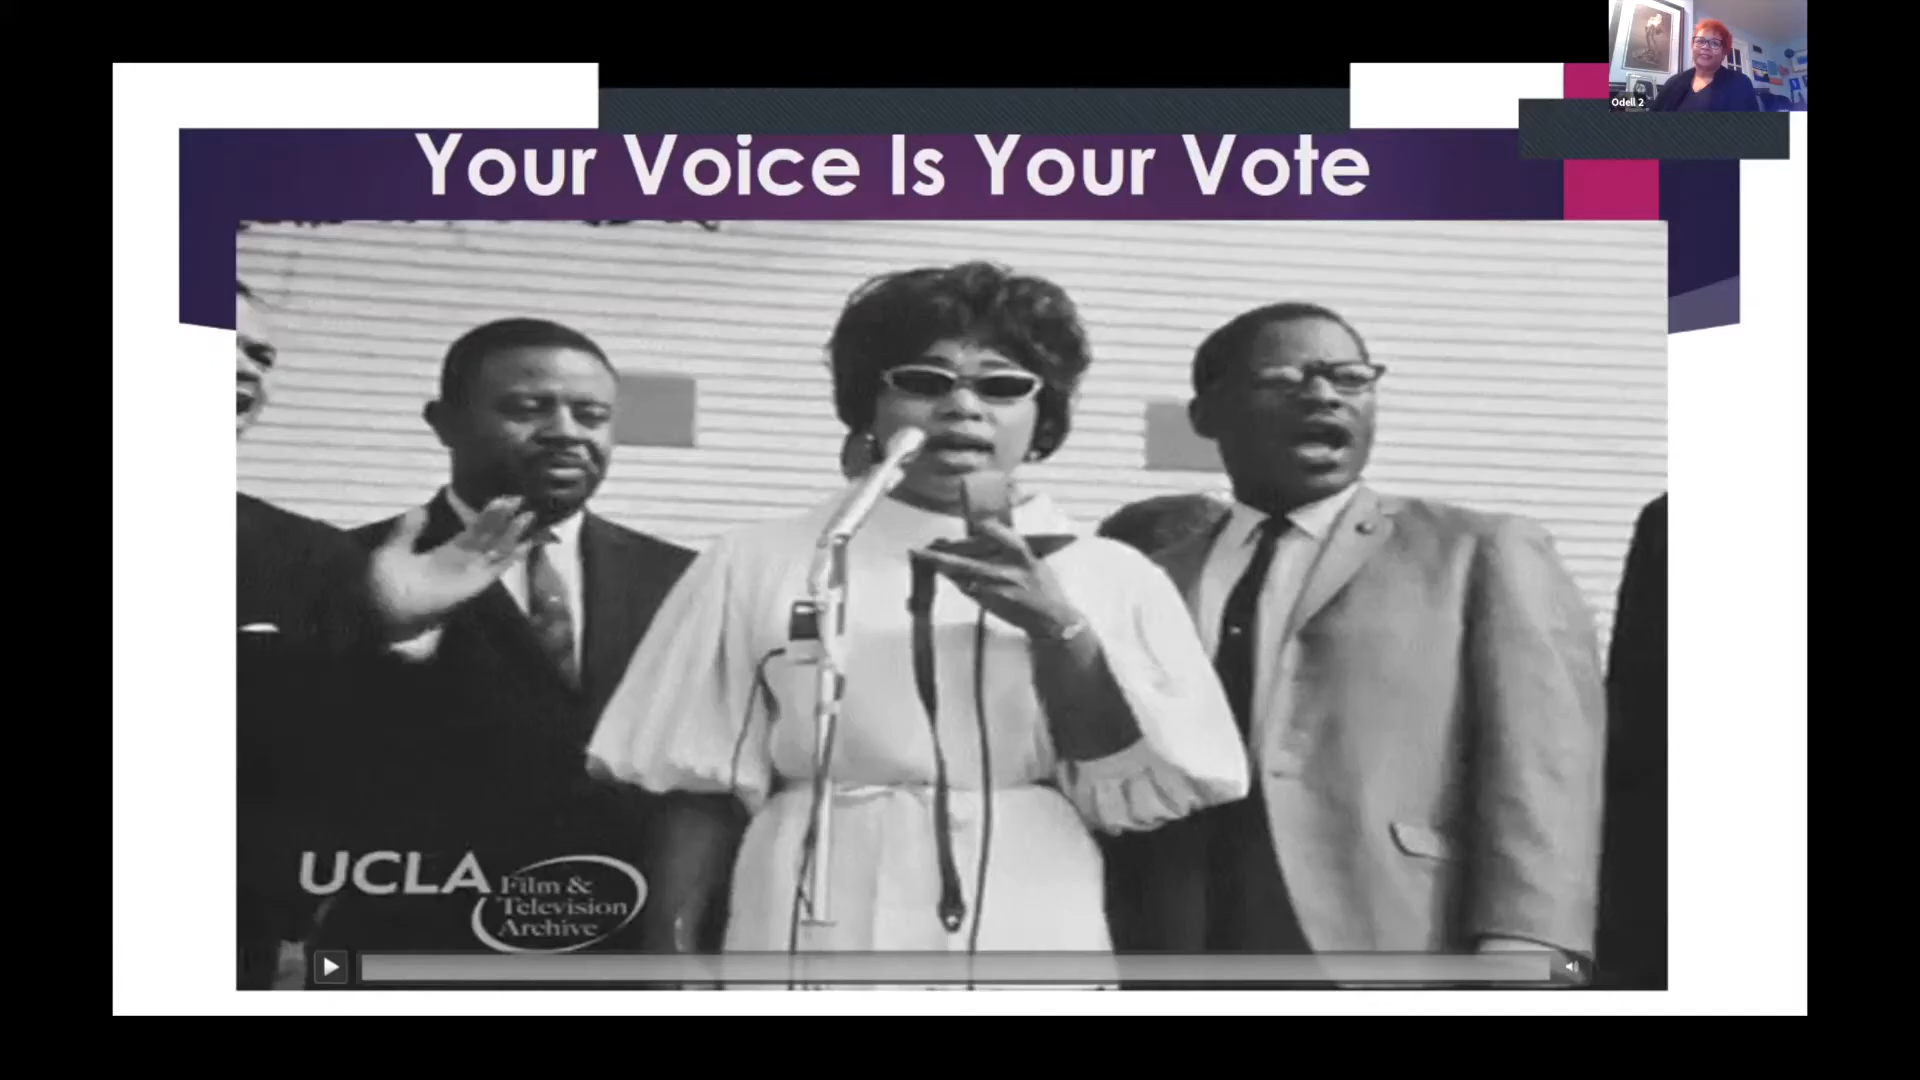 Odell 2
Your Voice Is Your Vote
UCLA
Film &
Television
Archive